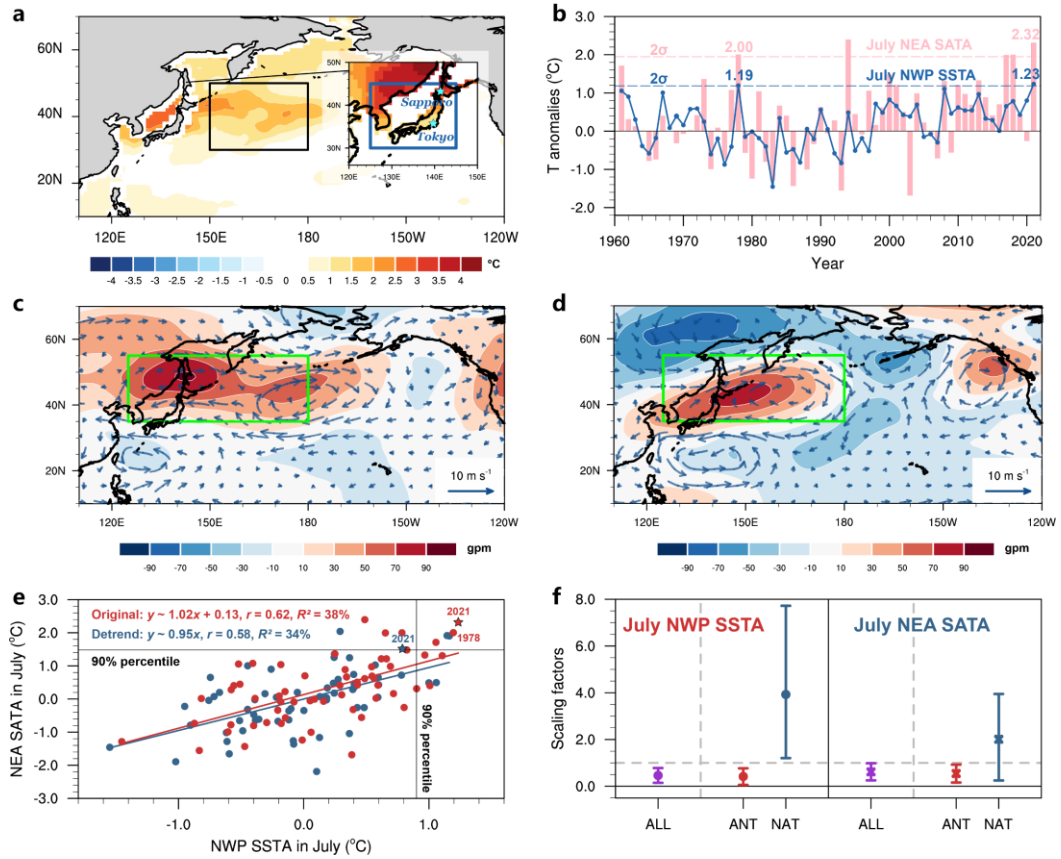 a
60N
40N
20N
120E
150E
180
150W
120W
50N
40N
30N
120E
130E
140E
150E
Sapporo
Tokyo
-4 -3.5 -3 -2.5 -2 -1.5 -1 -0.5 0 0.5 1 1.5 2 2.5 3 3.5 4
°C
b
T anomalies (°C)
3.0
2.0
1.0
0.0
-1.0
-2.0
2σ
2.00
July NEA SATA
2.32
2σ
1.19
July NWP SSTA
1.23
1960 1970 1980 1990 2000 2010 2020
Year
c
60N
40N
20N
10 m s⁻¹
120E 150E 180 150W 120W
-90 -70 -50 -30 -10 10 30 50 70 90
gpm
d
60N
40N
20N
10 m s⁻¹
120E 150E 180 150W 120W
-90 -70 -50 -30 -10 10 30 50 70 90
gpm
e
NEA SATA in July (°C)
3.0
2.0
1.0
0.0
-1.0
-2.0
-3.0
Original: y ~ 1.02x + 0.13, r = 0.62, R² = 38%
Detrend: y ~ 0.95x, r = 0.58, R² = 34%
90% percentile
2021
2021
1978
90% percentile
-1.0 0.0 1.0
NWP SSTA in July (°C)
f
Scaling factors
8.0
6.0
4.0
2.0
0.0
July NWP SSTA
July NEA SATA
ALL ANT NAT ALL ANT NAT